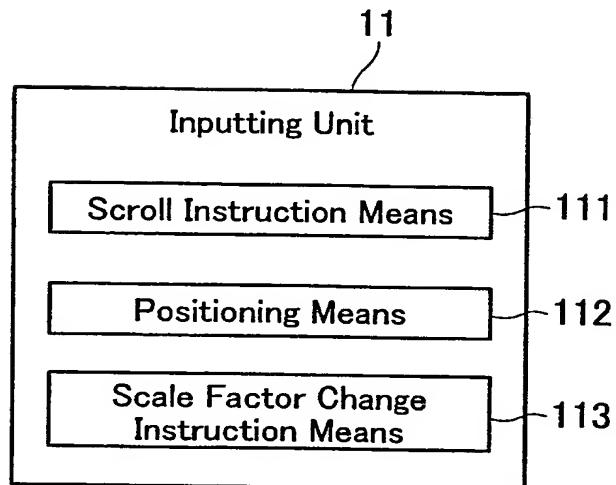 11
Inputting Unit
Scroll Instruction Means
111
Positioning Means
112
Scale Factor Change
Instruction Means
113